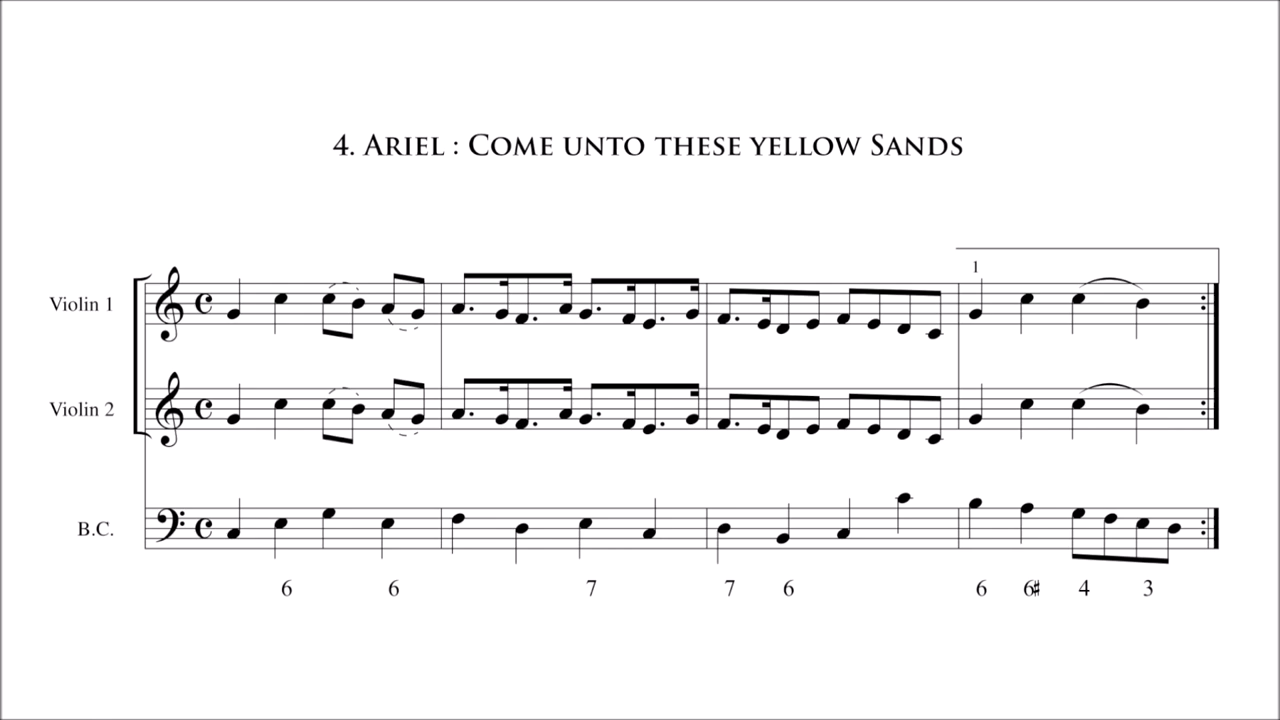 4. Ariel : Come unto these yellow Sands
1
Violin 1
Violin 2
B.C.
6 6 7 7 6 6 6♯ 4 3